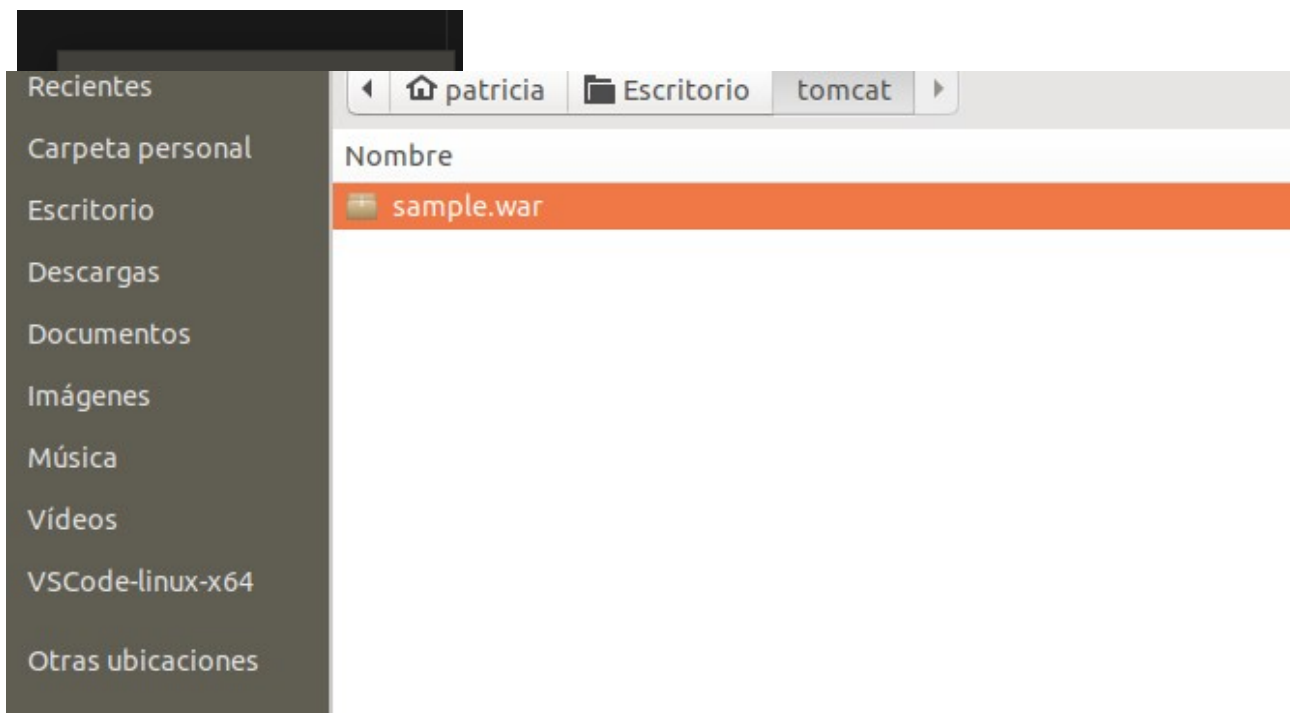 Recientes
patricia Escritorio tomcat
Carpeta personal
Nombre
Escritorio
sample.war
Descargas
Documentos
Imágenes
Música
Vídeos
VSCode-linux-x64
Otras ubicaciones